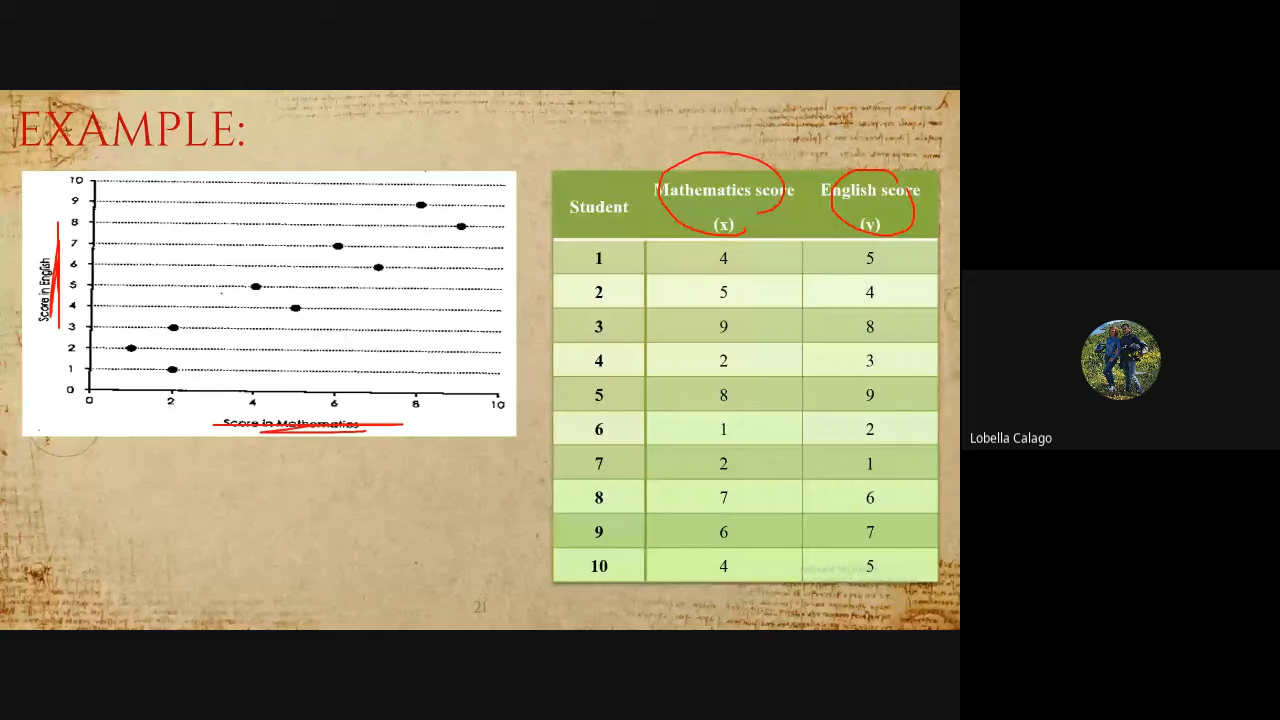 EXAMPLE:
10
9
8
7
6
5
4
3
2
1
0
Score in English
0 2 4 6 8 10
Score in Mathematics
Student Mathematics score (x) English score (y)
1 4 5
2 5 4
3 9 8
4 2 3
5 8 9
6 1 2
7 2 1
8 7 6
9 6 7
10 4 5
21
Lobella Calago